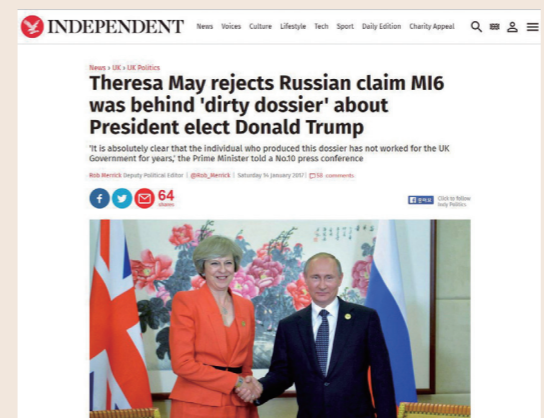 INDEPENDENT News Voices Culture Lifestyle Tech Sport Daily Edition Charity Appeal
News › UK › UK Politics
Theresa May rejects Russian claim MI6
was behind 'dirty dossier' about
President elect Donald Trump
'It is absolutely clear that the individual who produced this dossier has not worked for the UK
Government for years,' the Prime Minister told a No.10 press conference
Rob Merrick Deputy Political Editor | @Rob_Merrick | Saturday 14 January 2017 | 58 comments
64
shares
Click to follow
Indy Politics